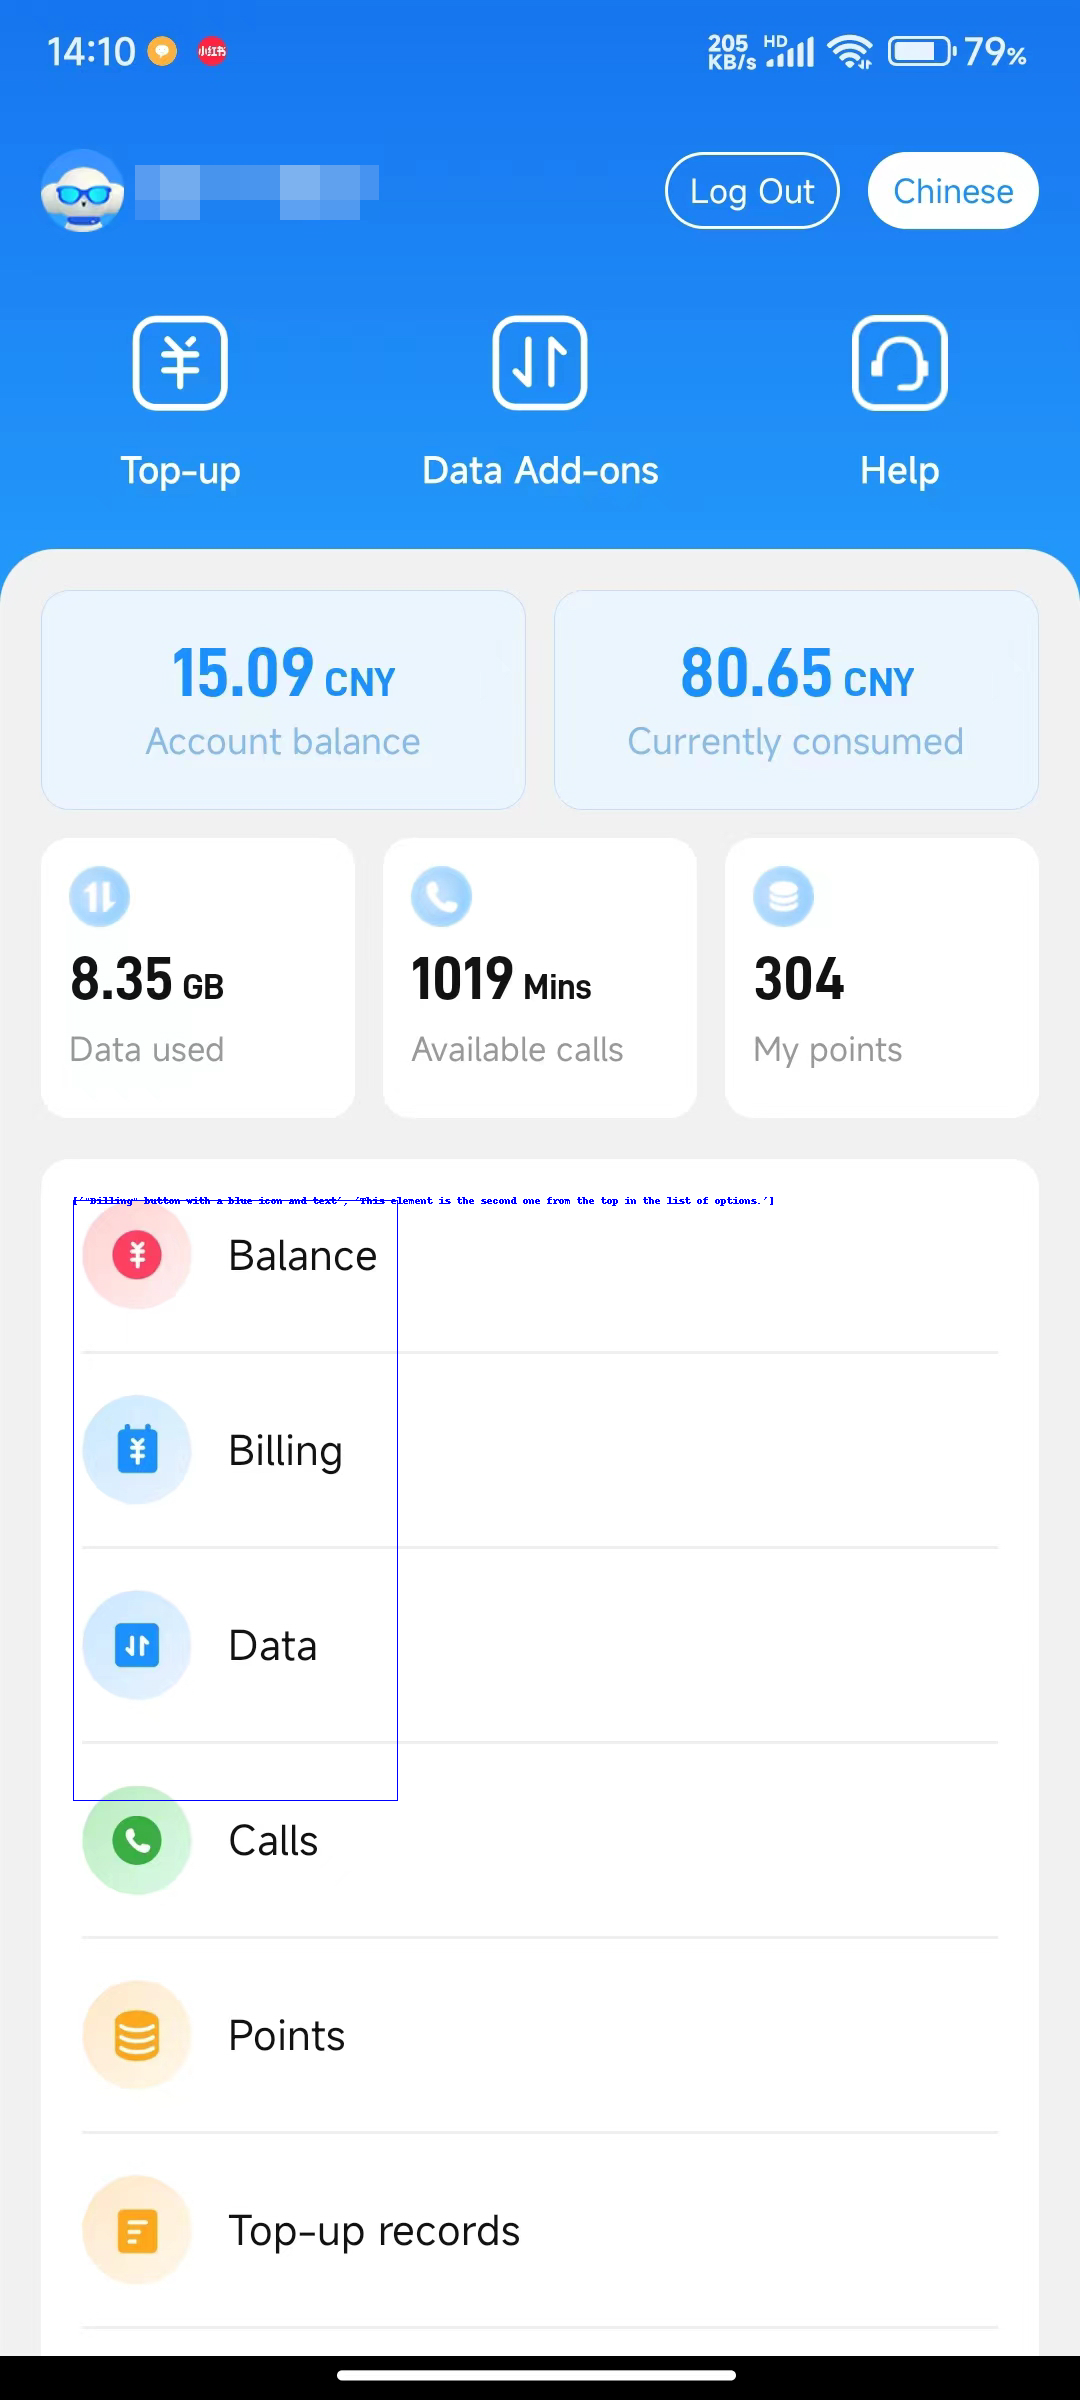 14:10
小红书
205 KB/s HD 79%
Log Out
Chinese
Top-up
Data Add-ons
Help
15.09 CNY
Account balance
80.65 CNY
Currently consumed
8.35 GB
Data used
1019 Mins
Available calls
304
My points
['"Billing" button with a blue icon and text', 'This element is the second one from the top in the list of options.']
Balance
Billing
Data
Calls
Points
Top-up records